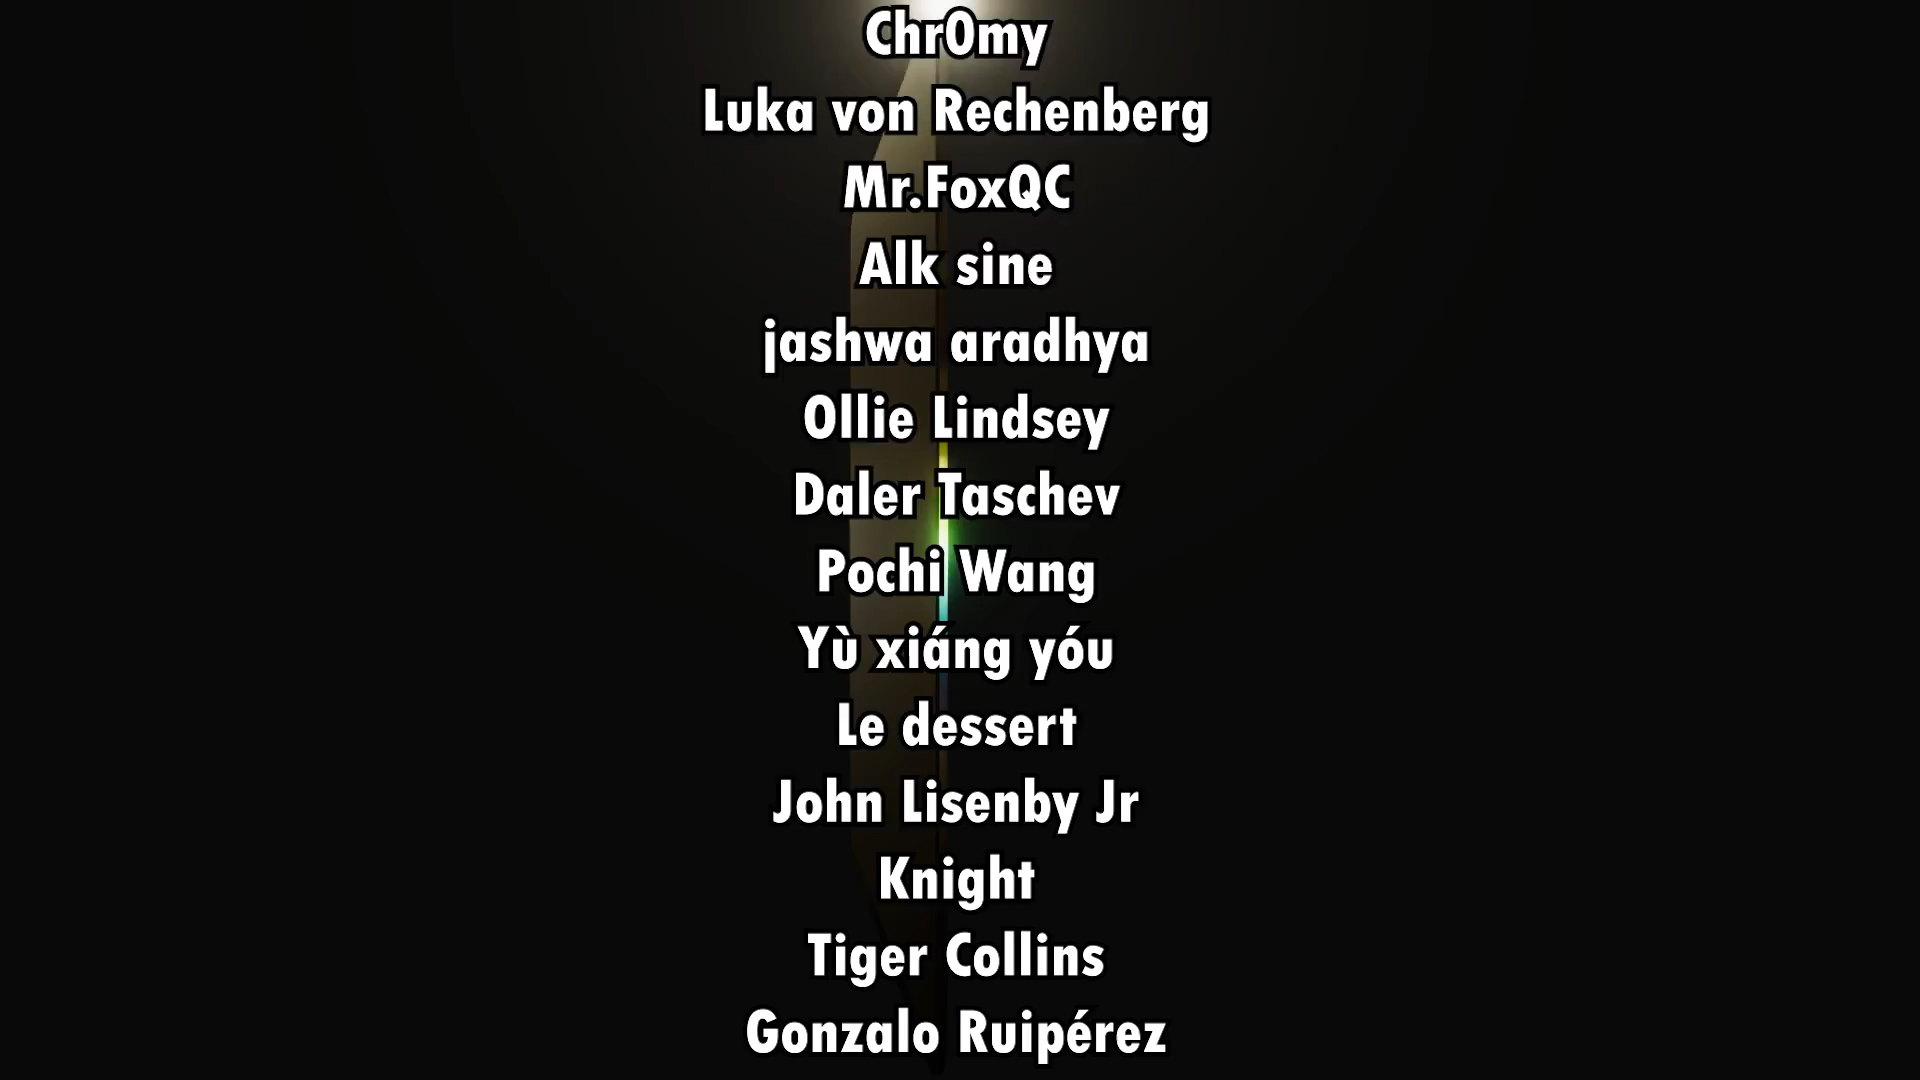 Chr0my
Luka von Rechenberg
Mr.FoxQC
Alk sine
jashwa aradhya
Ollie Lindsey
Daler Taschev
Pochi Wang
Yù xiáng yóu
Le dessert
John Lisenby Jr
Knight
Tiger Collins
Gonzalo Ruipérez